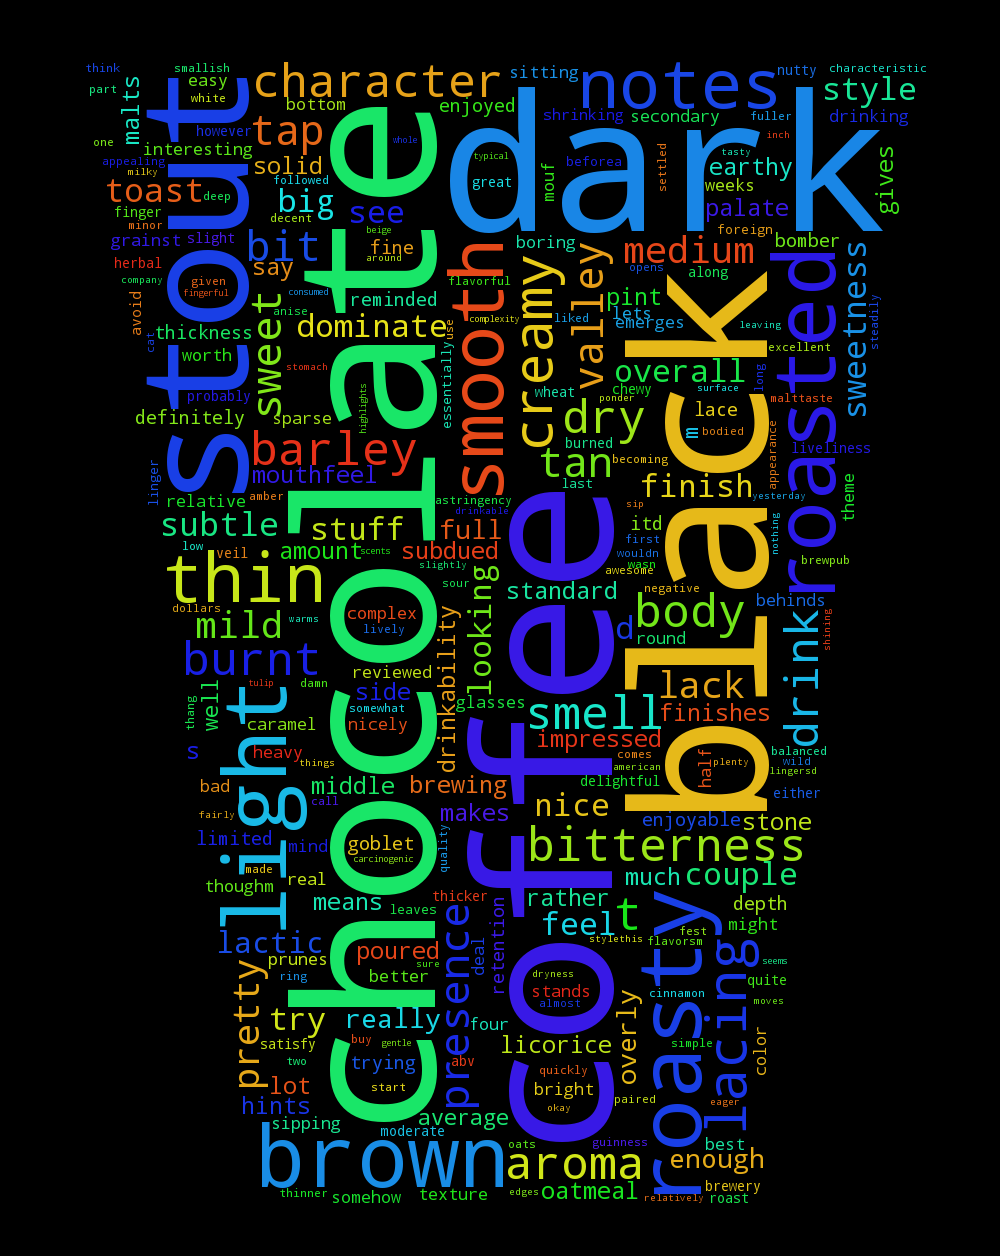 think
smallish
character
sitting
notes
nutty
characteristic
part
malts
easy
white
bottom
enjoyed
shrinking
secondary
fuller
style
drinking
one
stout
however
tap
whole
dark
inch
appealing
interesting
solid
chocolate
typical
beforea
settled
tasty
earthy
gives
milky
toast
deep
followed
big
great
mouf
weeks
palate
finger
minor
decent
see
beige
foreign
grainst
slight
bit
fine
around
boring
medium
bomber
herbal
say
smooth
creamy
valley
opens
along
roasted
sweetness
company
given
fingerful
consumed
reminded
flavorful
pint
black
avoid
sweet
anise
dominate
use
complexity
liked
lets
emerges
leaving
steadily
cat
thickness
worth
stomach
essentially
overall
surface
long
excellent
probably
highlights
wheat
chewy
ponder
malttaste
definitely
sparse
dry
lace
m
bodied
burned
appearance
liveliness
barley
tan
becoming
linger
mouthfeel
last
finish
yesterday
theme
relative
amber
astringency
drinkable
sip
subtle
stuff
full
coffee
itd
nothing
low
veil
amount
scents
subdued
first
wouldn
brewpub
thin
slightly
wasn
awesome
sour
looking
standard
negative
behinds
dollars
mild
warms
complex
lively
drinkability
body
d
round
drink
shining
burnt
reviewed
tulip
damn
side
lack
light
thang
well
somewhat
glasses
smell
finishes
caramel
nicely
s
heavy
things
impressed
comes
half
plenty
balanced
wild
american
lingersd
bad
middle
brewing
delightful
call
nice
either
fairly
makes
enjoyable
stone
limited
mind
goblet
quality
bitterness
carcinogenic
made
real
much
couple
thoughm
means
leaves
thicker
rather
depth
presence
retention
feel
t
roasty
fest
might
lactic
poured
deal
stylethis
flavorsm
lacing
prunes
sure
seems
pretty
ring
better
dryness
stands
almost
cinnamon
quite
overly
moves
try
really
four
satisfy
buy
gentle
licorice
simple
color
two
trying
abv
quickly
lot
start
bright
paired
eager
hints
okay
sipping
average
brown
moderate
oats
guinness
best
aroma
enough
thinner
somehow
texture
edges
oatmeal
relatively
brewery
roast